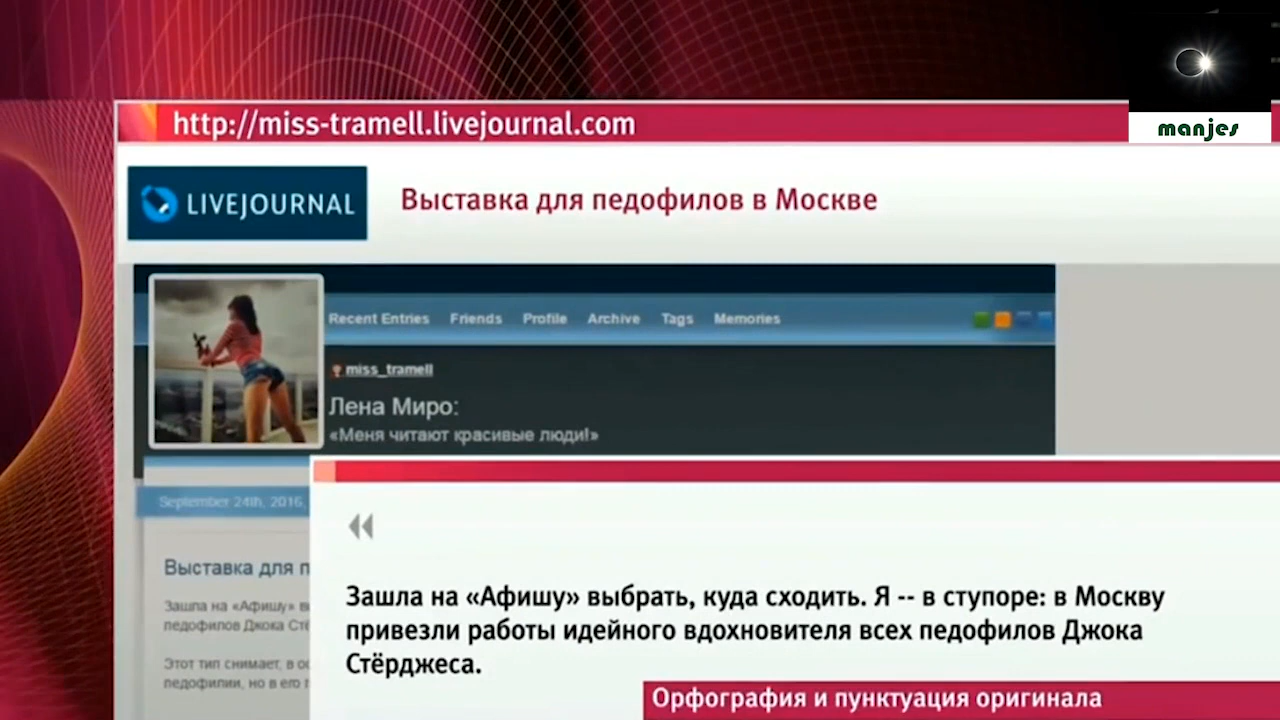 http://miss-tramell.livejournal.com
manjes
LIVEJOURNAL
Выставка для педофилов в Москве
Recent Entries Friends Profile Archive Tags Memories
miss_tramell
Лена Миро:
«Меня читают красивые люди!»
September 24th, 2016,
Выставка для п
Зашла на «Афишу» в
педофилов Джока Стё
Этот тип снимает, в ос
педофилии, но в его г
Зашла на «Афишу» выбрать, куда сходить. Я -- в ступоре: в Москву
привезли работы идейного вдохновителя всех педофилов Джока
Стёрджеса.
Орфография и пунктуация оригинала